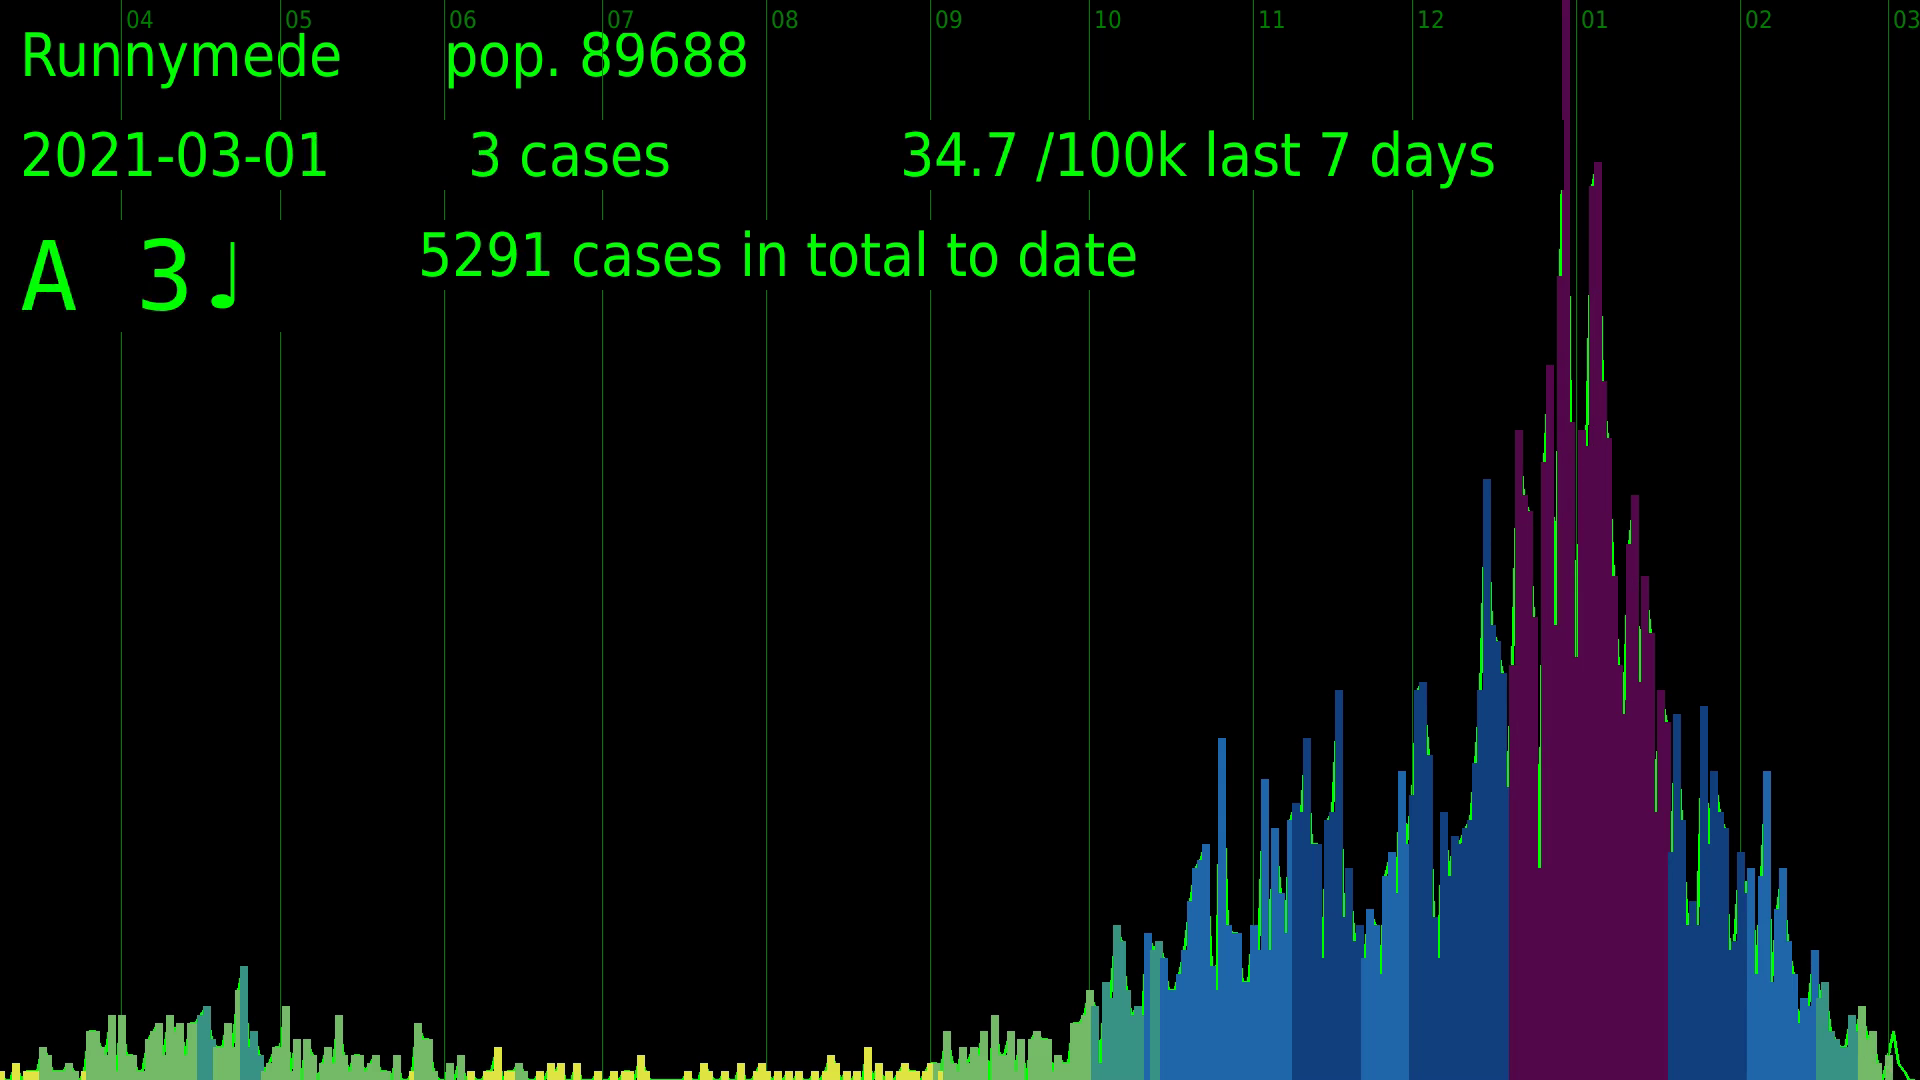 04 05 06 07 08 09 10 11 12 01 02 03
Runnymede pop. 89688
2021-03-01 3 cases 34.7 /100k last 7 days
A 3♩ 5291 cases in total to date